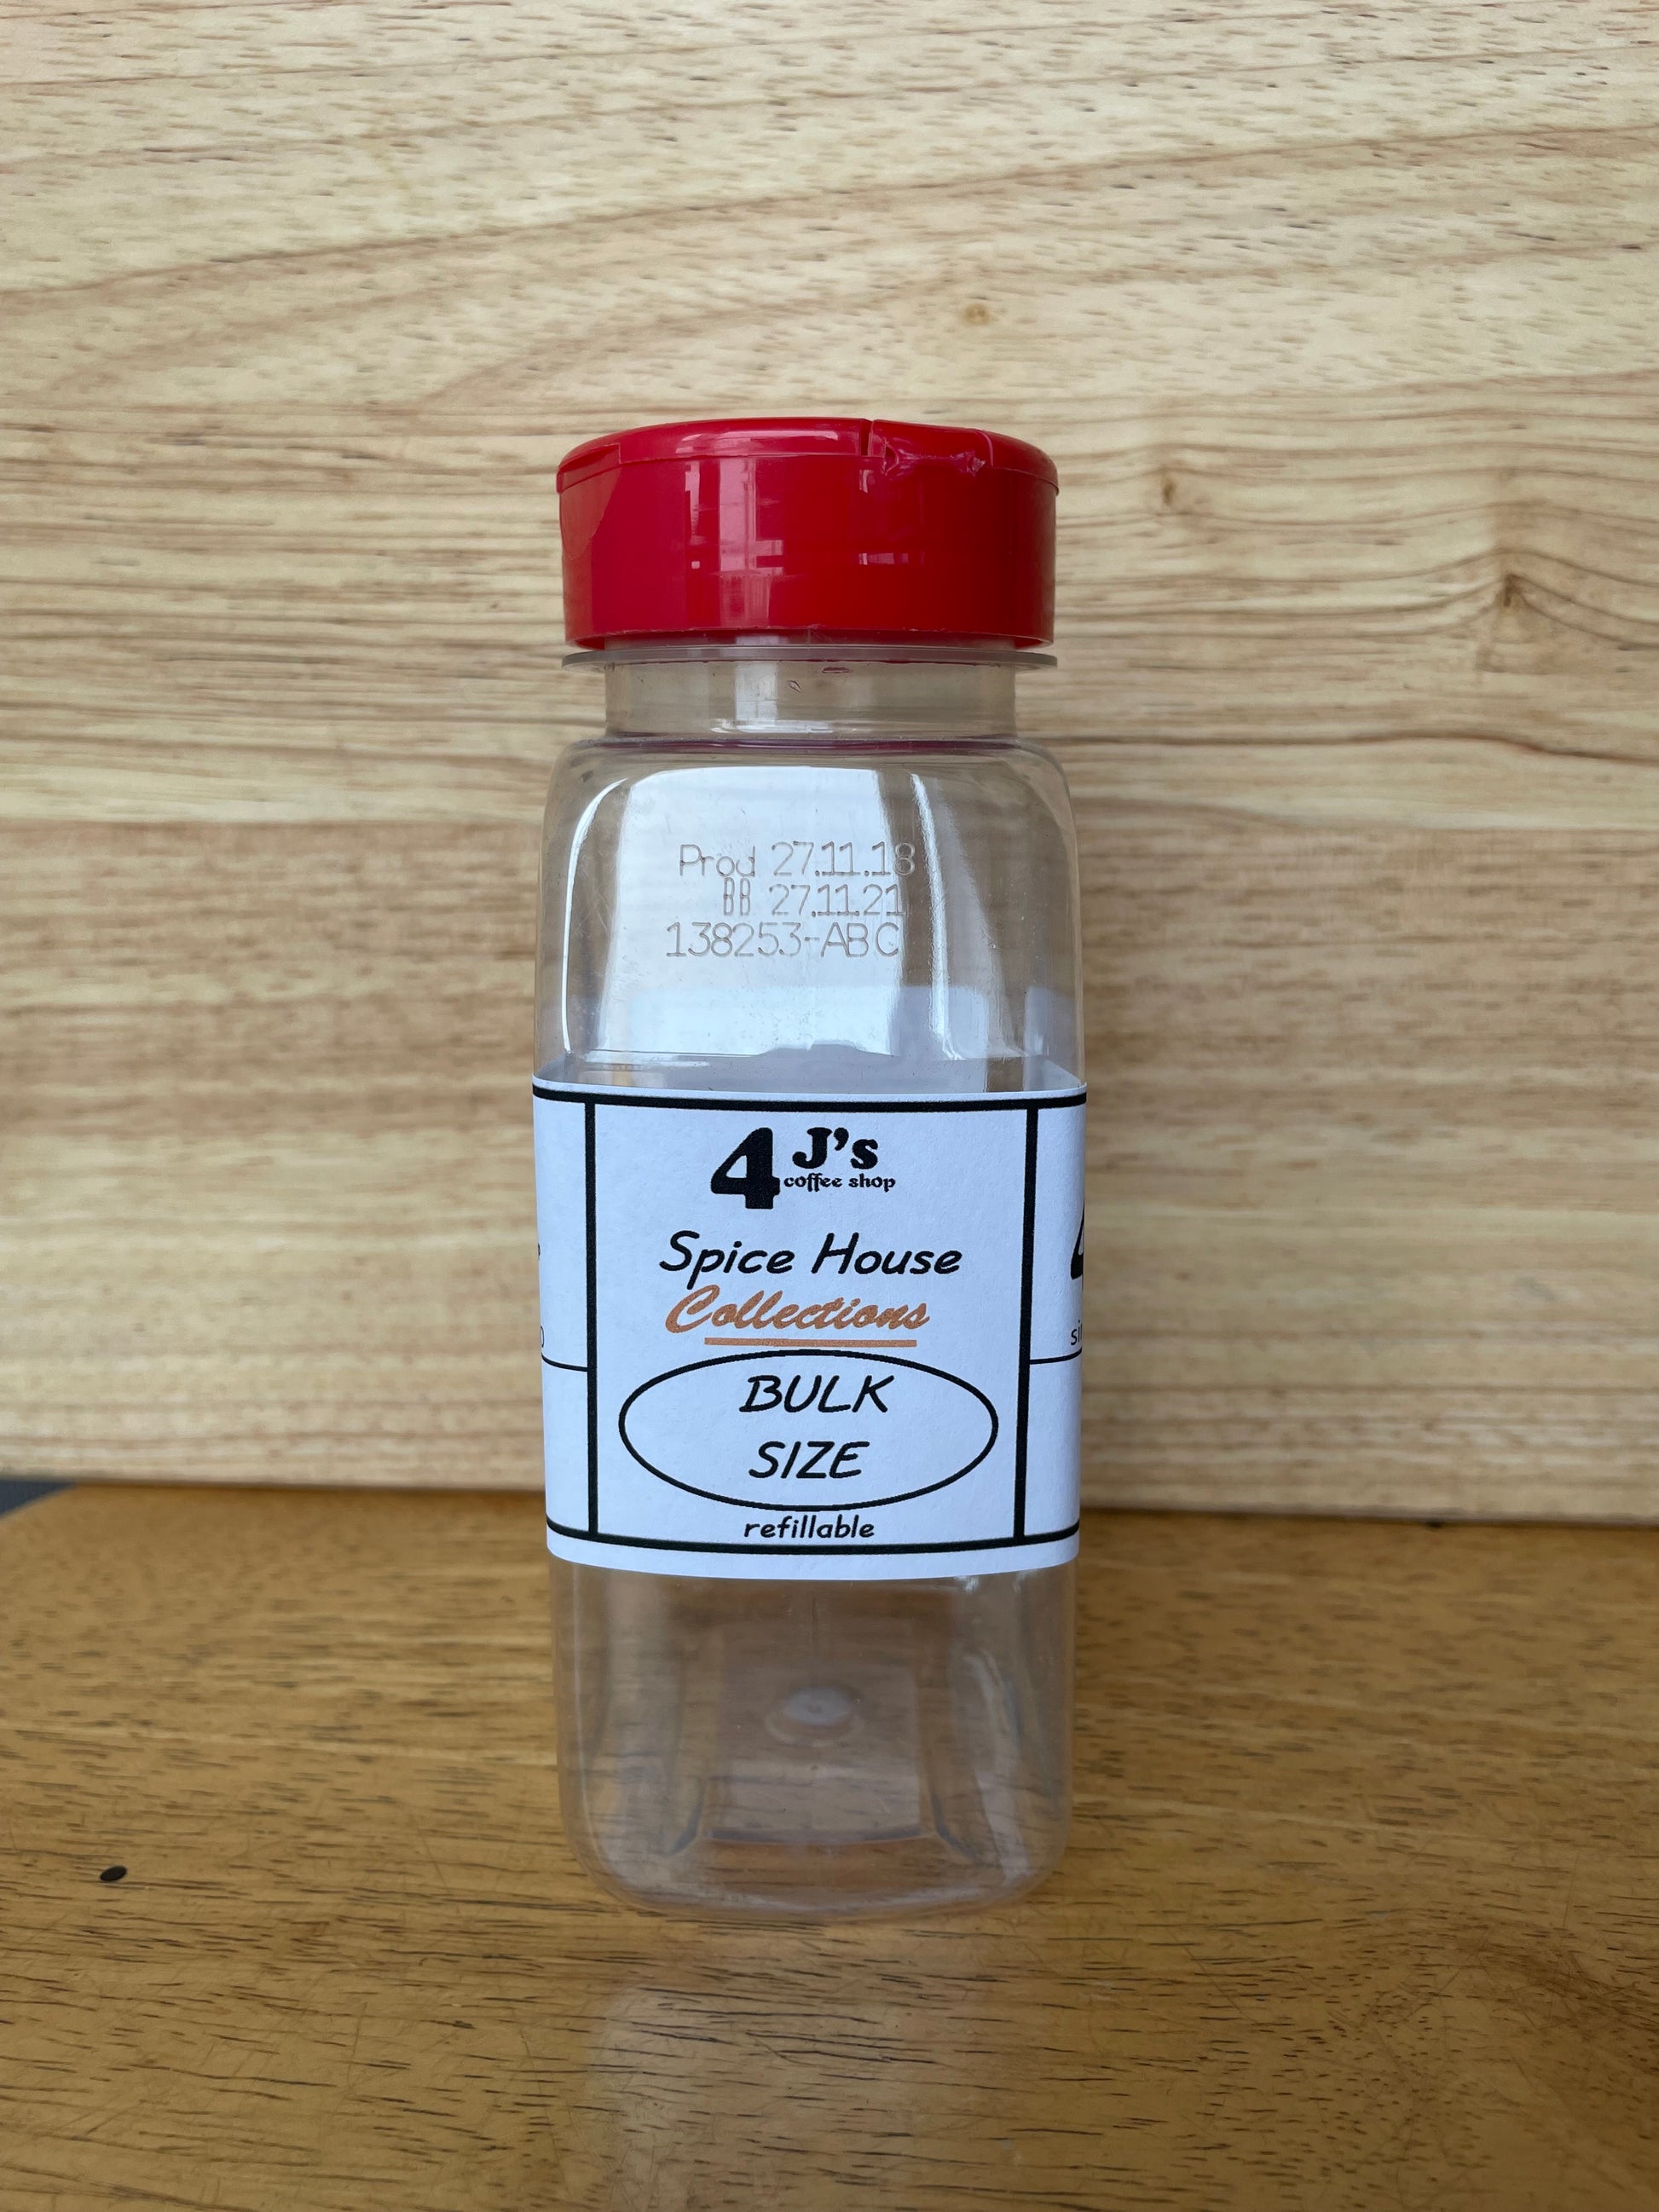 Prod 27.11.18
BB 27.11.21
138253-ABC
4 J's
coffee shop
Spice House
Collections
BULK
SIZE
refillable